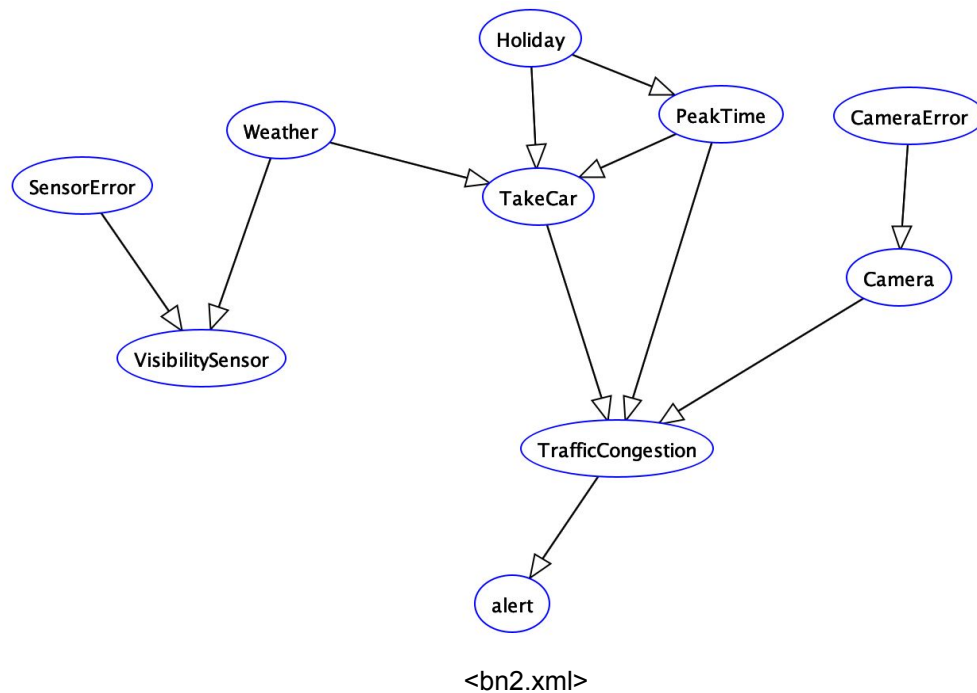 Holiday
PeakTime
CameraError
Weather
SensorError
TakeCar
Camera
VisibilitySensor
TrafficCongestion
alert
<bn2.xml>